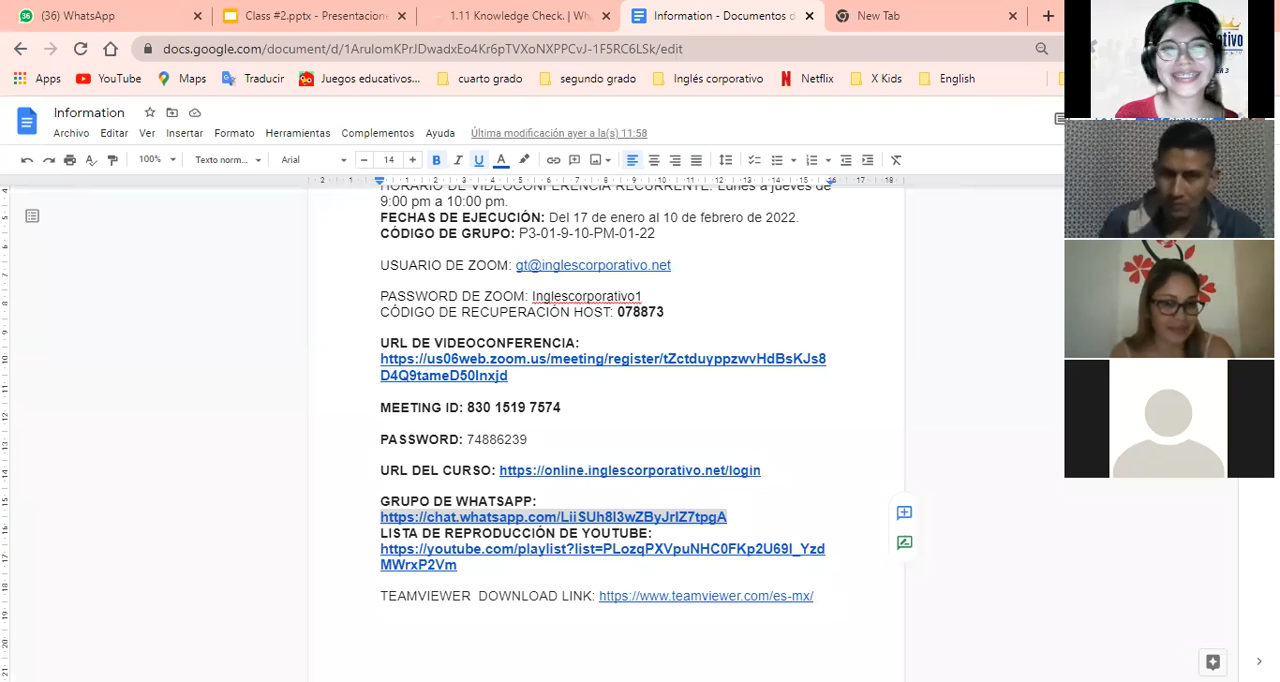 (36) WhatsApp
Class #2.pptx - Presentacione
1.11 Knowledge Check. | Wh
Information - Documentos d
New Tab
docs.google.com/document/d/1ArulomKPrJDwadxEo4Kr6pTVXoNXPPCvJ-1F5RC6LSk/edit
Apps
YouTube
Maps
Traducir
Juegos educativos...
cuarto grado
segundo grado
Inglés corporativo
Netflix
X Kids
English
Information
Archivo Editar Ver Insertar Formato Herramientas Complementos Ayuda Última modificación ayer a la(s) 11:58
100% Texto norm... Arial 14
HORARIO DE VIDEOCONFERENCIA RECURRENTE: Lunes a jueves de
9:00 pm a 10:00 pm.
FECHAS DE EJECUCIÓN: Del 17 de enero al 10 de febrero de 2022.
CÓDIGO DE GRUPO: P3-01-9-10-PM-01-22
USUARIO DE ZOOM: gt@inglescorporativo.net
PASSWORD DE ZOOM: Inglescorporativo1
CÓDIGO DE RECUPERACIÓN HOST: 078873
URL DE VIDEOCONFERENCIA:
https://us06web.zoom.us/meeting/register/tZctduyppzwvHdBsKJs8
D4Q9tameD50Inxjd
MEETING ID: 830 1519 7574
PASSWORD: 74886239
URL DEL CURSO: https://online.inglescorporativo.net/login
GRUPO DE WHATSAPP:
https://chat.whatsapp.com/LiiSUh8I3wZByJrIZ7tpgA
LISTA DE REPRODUCCIÓN DE YOUTUBE:
https://youtube.com/playlist?list=PLozqPXVpuNHC0FKp2U69I_Yzd
MWrxP2Vm
TEAMVIEWER DOWNLOAD LINK: https://www.teamviewer.com/es-mx/